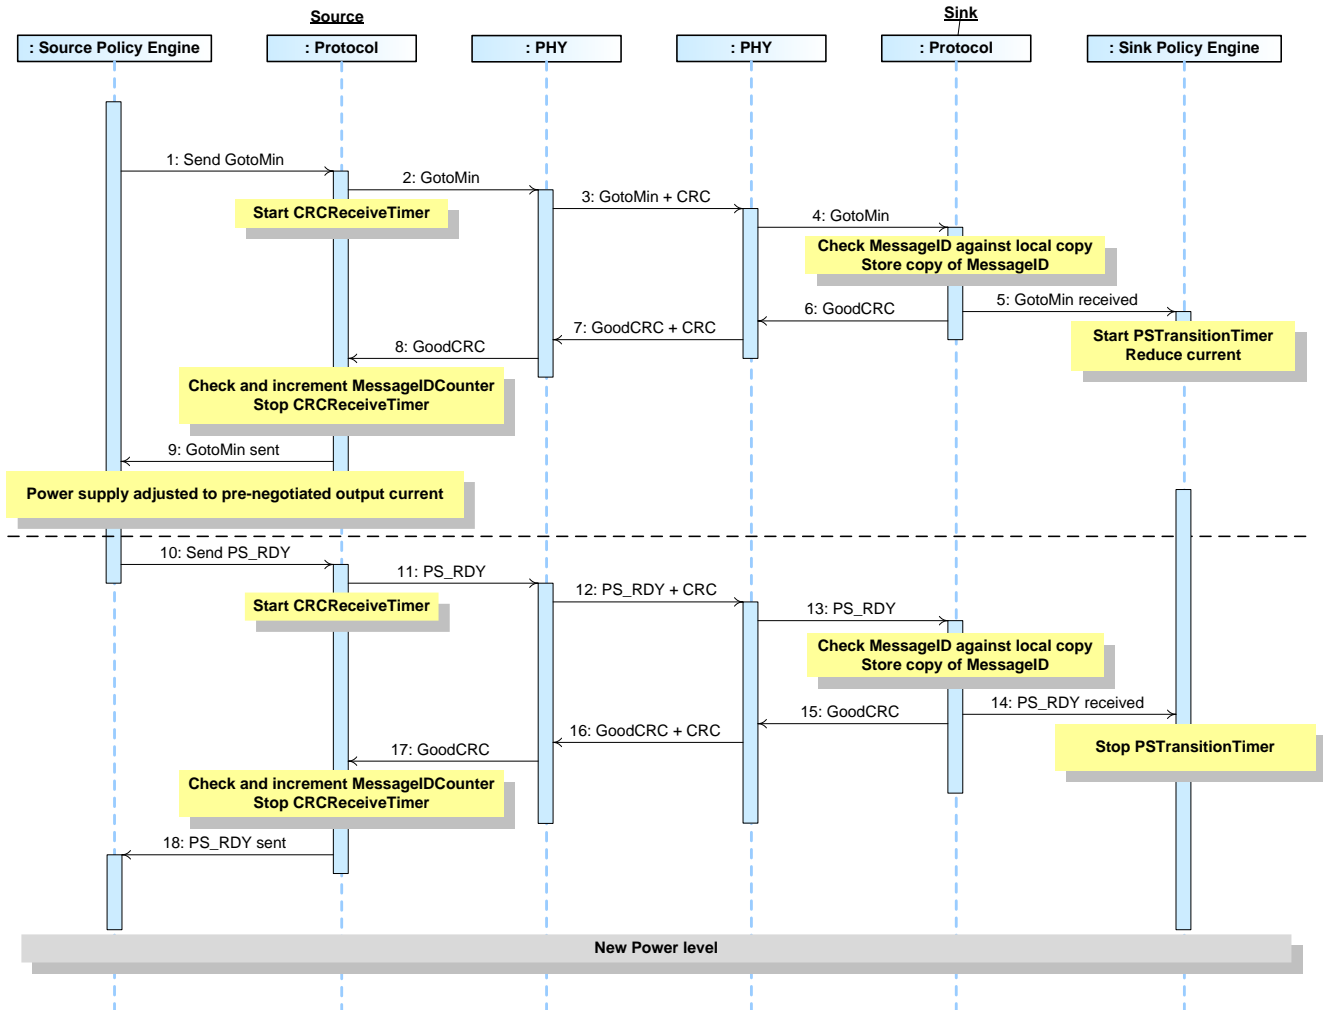 Source
Sink
: Source Policy Engine
: Protocol
: PHY
: PHY
: Protocol
: Sink Policy Engine
1: Send GotoMin
2: GotoMin
3: GotoMin + CRC
Start CRCReceiveTimer
4: GotoMin
Check MessageID against local copy
Store copy of MessageID
5: GotoMin received
6: GoodCRC
7: GoodCRC + CRC
Start PSTransitionTimer
Reduce current
8: GoodCRC
Check and increment MessageIDCounter
Stop CRCReceiveTimer
9: GotoMin sent
Power supply adjusted to pre-negotiated output current
10: Send PS_RDY
11: PS_RDY
12: PS_RDY + CRC
Start CRCReceiveTimer
13: PS_RDY
Check MessageID against local copy
Store copy of MessageID
14: PS_RDY received
15: GoodCRC
16: GoodCRC + CRC
Stop PSTransitionTimer
17: GoodCRC
Check and increment MessageIDCounter
Stop CRCReceiveTimer
18: PS_RDY sent
New Power level